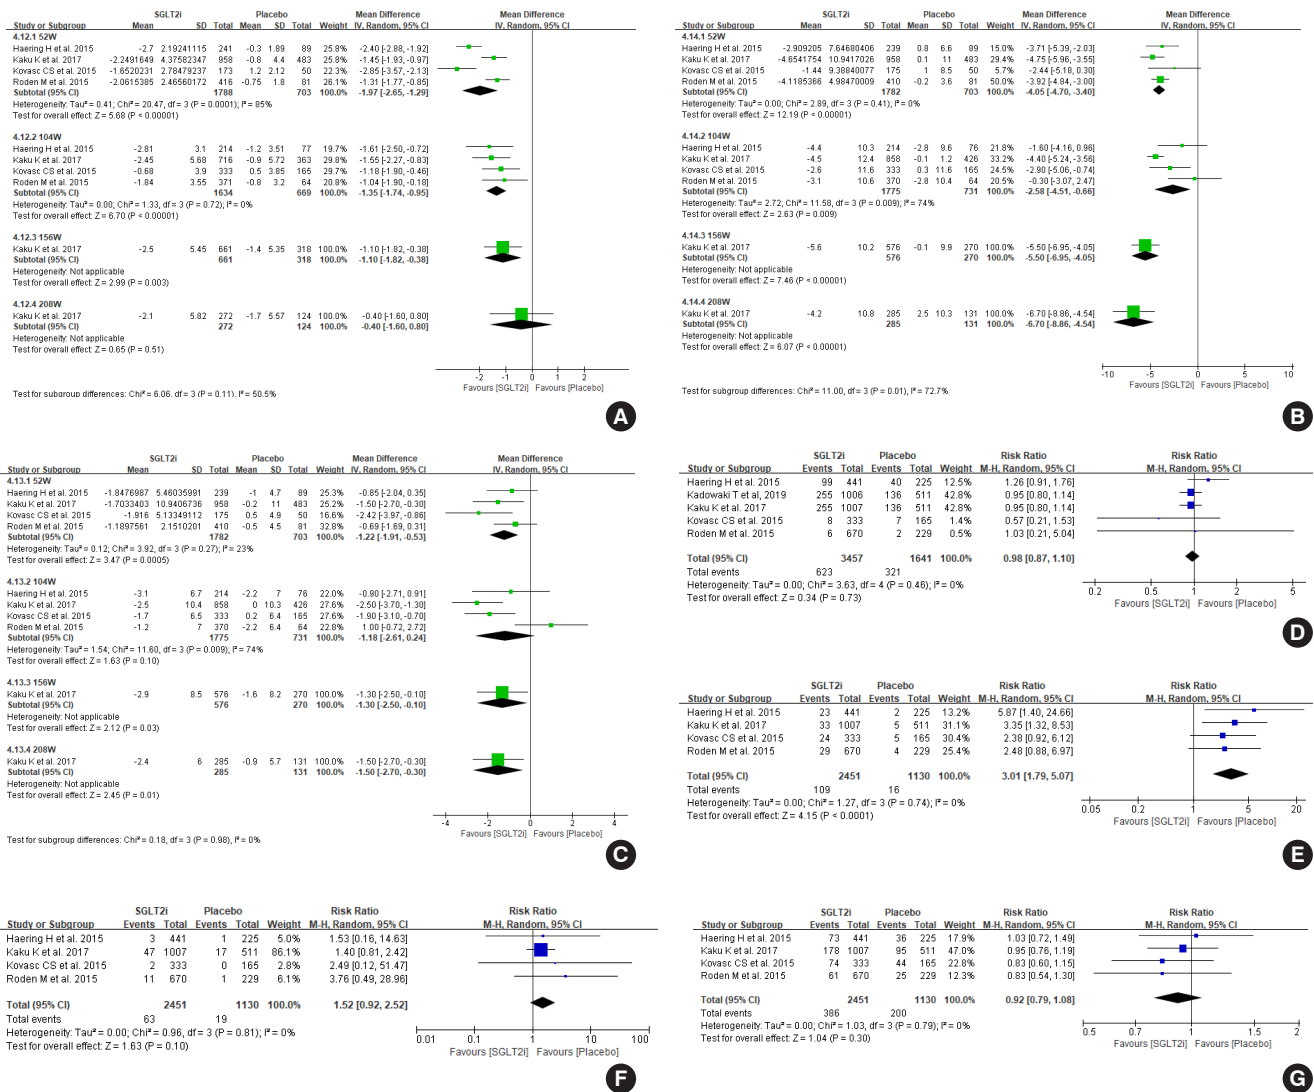 SGLT2i Placebo Mean Difference Mean Difference
Study or Subgroup Mean SD Total Mean SD Total Weight IV, Random, 95% CI IV, Random, 95% CI
4.12.1 52W
Haering H et al. 2015 -2.7 2.19241115 241 -0.3 1.89 89 25.8% -2.40 [-2.88, -1.92]
Kaku K et al. 2017 -2.2491649 4.37582347 958 -0.8 4.4 483 25.8% -1.45 [-1.93, -0.97]
Kovasc CS et al. 2015 -1.6520231 2.78479237 173 1.2 2.12 50 21.6% -2.85 [-3.57, -2.13]
Roden M et al. 2015 -2.0615385 2.46560172 416 -0.75 1.8 81 26.8% -1.31 [-1.77, -0.85]
Subtotal (95% CI) 1788 703 100.0% -1.97 [-2.65, -1.29]
Heterogeneity: Tau² = 0.41; Chi² = 20.47, df = 3 (P = 0.0001); I² = 85%
Test for overall effect: Z = 5.68 (P < 0.00001)
4.12.2 104W
Haering H et al. 2015 -2.81 3.1 214 -1.2 3.51 77 19.7% -1.61 [-2.50, -0.72]
Kaku K et al. 2017 -2.45 5.68 716 -0.9 5.72 363 29.8% -1.55 [-2.27, -0.83]
Kovasc CS et al. 2015 -0.68 3.9 333 0.5 3.85 165 29.7% -1.18 [-1.90, -0.46]
Roden M et al. 2015 -1.84 3.55 371 -0.8 3.2 64 20.8% -1.04 [-1.90, -0.18]
Subtotal (95% CI) 1634 669 100.0% -1.35 [-1.74, -0.95]
Heterogeneity: Tau² = 0.00; Chi² = 1.33, df = 3 (P = 0.72); I² = 0%
Test for overall effect: Z = 6.70 (P < 0.00001)
4.12.3 156W
Kaku K et al. 2017 -2.5 5.45 661 -1.4 5.35 318 100.0% -1.10 [-1.82, -0.38]
Subtotal (95% CI) 661 318 100.0% -1.10 [-1.82, -0.38]
Heterogeneity: Not applicable
Test for overall effect: Z = 2.99 (P = 0.003)
4.12.4 208W
Kaku K et al. 2017 -2.1 5.82 272 -1.7 5.57 124 100.0% -0.40 [-1.60, 0.80]
Subtotal (95% CI) 272 124 100.0% -0.40 [-1.60, 0.80]
Heterogeneity: Not applicable
Test for overall effect: Z = 0.65 (P = 0.51)
-2 -1 0 1 2
Favours [SGLT2i] Favours [Placebo]
Test for subgroup differences: Chi² = 6.06, df = 3 (P = 0.11), I² = 50.5%
A
SGLT2i Placebo Mean Difference Mean Difference
Study or Subgroup Mean SD Total Mean SD Total Weight IV, Random, 95% CI IV, Random, 95% CI
4.14.1 52W
Haering H et al. 2015 -2.909205 7.64680406 239 0.8 6.6 89 15.0% -3.71 [-5.39, -2.03]
Kaku K et al. 2017 -4.6541754 10.9417026 958 0.1 11 483 29.4% -4.75 [-5.96, -3.55]
Kovasc CS et al. 2015 -1.44 9.38840077 175 1 8.5 50 5.7% -2.44 [-5.18, 0.30]
Roden M et al. 2015 -4.1185366 4.98470009 410 -0.2 3.6 81 50.0% -3.92 [-4.84, -3.00]
Subtotal (95% CI) 1782 703 100.0% -4.05 [-4.70, -3.40]
Heterogeneity: Tau² = 0.00; Chi² = 2.89, df = 3 (P = 0.41); I² = 0%
Test for overall effect: Z = 12.19 (P < 0.00001)
4.14.2 104W
Haering H et al. 2015 -4.4 10.3 214 -2.8 9.6 76 21.8% -1.60 [-4.16, 0.96]
Kaku K et al. 2017 -4.5 12.4 858 -0.1 1.2 426 33.2% -4.40 [-5.24, -3.56]
Kovasc CS et al. 2015 -2.6 11.6 333 0.3 11.6 165 25.0% -2.90 [-5.06, -0.74]
Roden M et al. 2015 -3.1 10.6 370 -2.8 10.4 64 20.0% -0.30 [-3.07, 2.47]
Subtotal (95% CI) 1775 731 100.0% -2.58 [-4.51, -0.66]
Heterogeneity: Tau² = 2.72; Chi² = 11.58, df = 3 (P = 0.009); I² = 74%
Test for overall effect: Z = 2.63 (P = 0.009)
4.14.3 156W
Kaku K et al. 2017 -5.6 10.2 576 -0.1 9.9 270 100.0% -5.50 [-6.95, -4.05]
Subtotal (95% CI) 576 270 100.0% -5.50 [-6.95, -4.05]
Heterogeneity: Not applicable
Test for overall effect: Z = 7.46 (P < 0.00001)
4.14.4 208W
Kaku K et al. 2017 -4.2 10.8 285 2.5 10.3 131 100.0% -6.70 [-8.86, -4.54]
Subtotal (95% CI) 285 131 100.0% -6.70 [-8.86, -4.54]
Heterogeneity: Not applicable
Test for overall effect: Z = 6.07 (P < 0.00001)
-10 -5 0 5 10
Favours [SGLT2i] Favours [Placebo]
Test for subgroup differences: Chi² = 11.00, df = 3 (P = 0.01), I² = 72.7%
B
SGLT2i Placebo Mean Difference Mean Difference
Study or Subgroup Mean SD Total Mean SD Total Weight IV, Random, 95% CI IV, Random, 95% CI
4.13.1 52W
Haering H et al. 2015 -1.8476987 5.46035991 239 -1 4.7 89 25.3% -0.85 [-2.04, 0.35]
Kaku K et al. 2017 -1.7033403 10.9406736 958 -0.2 11 483 25.1% -1.50 [-2.70, -0.30]
Kovasc CS et al. 2015 -1.916 5.13349112 175 0.5 4.9 50 16.8% -2.42 [-3.97, -0.86]
Roden M et al. 2015 -1.1897561 2.1510201 410 -0.5 4.5 81 32.8% -0.69 [-1.69, 0.31]
Subtotal (95% CI) 1782 703 100.0% -1.22 [-1.91, -0.53]
Heterogeneity: Tau² = 0.12; Chi² = 3.92, df = 3 (P = 0.27); I² = 23%
Test for overall effect: Z = 3.47 (P = 0.0005)
4.13.2 104W
Haering H et al. 2015 -3.1 6.7 214 -2.2 7 76 22.0% -0.90 [-2.71, 0.91]
Kaku K et al. 2017 -2.5 10.4 858 0 10.3 426 27.6% -2.50 [-3.70, -1.30]
Kovasc CS et al. 2015 -1.7 6.5 333 0.2 6.4 165 27.6% -1.90 [-3.10, -0.70]
Roden M et al. 2015 -1.2 7 370 -2.2 6.4 64 22.8% 1.00 [-0.72, 2.72]
Subtotal (95% CI) 1775 731 100.0% -1.18 [-2.61, 0.24]
Heterogeneity: Tau² = 1.54; Chi² = 11.60, df = 3 (P = 0.009); I² = 74%
Test for overall effect: Z = 1.63 (P = 0.10)
4.13.3 156W
Kaku K et al. 2017 -2.9 8.5 576 -1.6 8.2 270 100.0% -1.30 [-2.50, -0.10]
Subtotal (95% CI) 576 270 100.0% -1.30 [-2.50, -0.10]
Heterogeneity: Not applicable
Test for overall effect: Z = 2.12 (P = 0.03)
4.13.4 208W
Kaku K et al. 2017 -2.4 6 285 -0.9 5.7 131 100.0% -1.50 [-2.70, -0.30]
Subtotal (95% CI) 285 131 100.0% -1.50 [-2.70, -0.30]
Heterogeneity: Not applicable
Test for overall effect: Z = 2.45 (P = 0.01)
-4 -2 0 2 4
Favours [SGLT2i] Favours [Placebo]
Test for subgroup differences: Chi² = 0.18, df = 3 (P = 0.98), I² = 0%
C
SGLT2i Placebo Risk Ratio Risk Ratio
Study or Subgroup Events Total Events Total Weight M-H, Random, 95% CI M-H, Random, 95% CI
Haering H et al. 2015 99 441 40 225 12.5% 1.26 [0.91, 1.76]
Kadowaki T et al, 2019 255 1006 136 511 42.8% 0.95 [0.80, 1.14]
Kaku K et al. 2017 255 1007 136 511 42.8% 0.95 [0.80, 1.14]
Kovasc CS et al. 2015 8 333 7 165 1.4% 0.57 [0.21, 1.53]
Roden M et al. 2015 6 670 2 229 0.5% 1.03 [0.21, 5.04]
Total (95% CI) 3457 1641 100.0% 0.98 [0.87, 1.10]
Total events 623 321
Heterogeneity: Tau² = 0.00; Chi² = 3.63, df = 4 (P = 0.46); I² = 0%
Test for overall effect: Z = 0.34 (P = 0.73)
0.2 0.5 1 2 5
Favours [SGLT2i] Favours [Placebo]
D
SGLT2i Placebo Risk Ratio Risk Ratio
Study or Subgroup Events Total Events Total Weight M-H, Random, 95% CI M-H, Random, 95% CI
Haering H et al. 2015 23 441 2 225 13.2% 5.87 [1.40, 24.66]
Kaku K et al. 2017 33 1007 5 511 31.1% 3.35 [1.32, 8.53]
Kovasc CS et al. 2015 24 333 5 165 30.4% 2.38 [0.92, 6.12]
Roden M et al. 2015 29 670 4 229 25.4% 2.48 [0.88, 6.97]
Total (95% CI) 2451 1130 100.0% 3.01 [1.79, 5.07]
Total events 109 16
Heterogeneity: Tau² = 0.00; Chi² = 1.27, df = 3 (P = 0.74); I² = 0%
Test for overall effect: Z = 4.15 (P < 0.0001)
0.05 0.2 1 5 20
Favours [SGLT2i] Favours [Placebo]
E
SGLT2i Placebo Risk Ratio Risk Ratio
Study or Subgroup Events Total Events Total Weight M-H, Random, 95% CI M-H, Random, 95% CI
Haering H et al. 2015 3 441 1 225 5.0% 1.53 [0.16, 14.63]
Kaku K et al. 2017 47 1007 17 511 86.1% 1.40 [0.81, 2.42]
Kovasc CS et al. 2015 2 333 0 165 2.8% 2.49 [0.12, 51.47]
Roden M et al. 2015 11 670 1 229 6.1% 3.76 [0.49, 28.96]
Total (95% CI) 2451 1130 100.0% 1.52 [0.92, 2.52]
Total events 63 19
Heterogeneity: Tau² = 0.00; Chi² = 0.96, df = 3 (P = 0.81); I² = 0%
Test for overall effect: Z = 1.63 (P = 0.10)
0.01 0.1 1 10 100
Favours [SGLT2i] Favours [Placebo]
F
SGLT2i Placebo Risk Ratio Risk Ratio
Study or Subgroup Events Total Events Total Weight M-H, Random, 95% CI M-H, Random, 95% CI
Haering H et al. 2015 73 441 36 225 17.9% 1.03 [0.72, 1.49]
Kaku K et al. 2017 178 1007 95 511 47.0% 0.95 [0.76, 1.19]
Kovasc CS et al. 2015 74 333 44 165 22.8% 0.83 [0.60, 1.15]
Roden M et al. 2015 61 670 25 229 12.3% 0.83 [0.54, 1.30]
Total (95% CI) 2451 1130 100.0% 0.92 [0.79, 1.08]
Total events 386 200
Heterogeneity: Tau² = 0.00; Chi² = 1.03, df = 3 (P = 0.79); I² = 0%
Test for overall effect: Z = 1.04 (P = 0.30)
0.5 0.7 1 1.5 2
Favours [SGLT2i] Favours [Placebo]
G